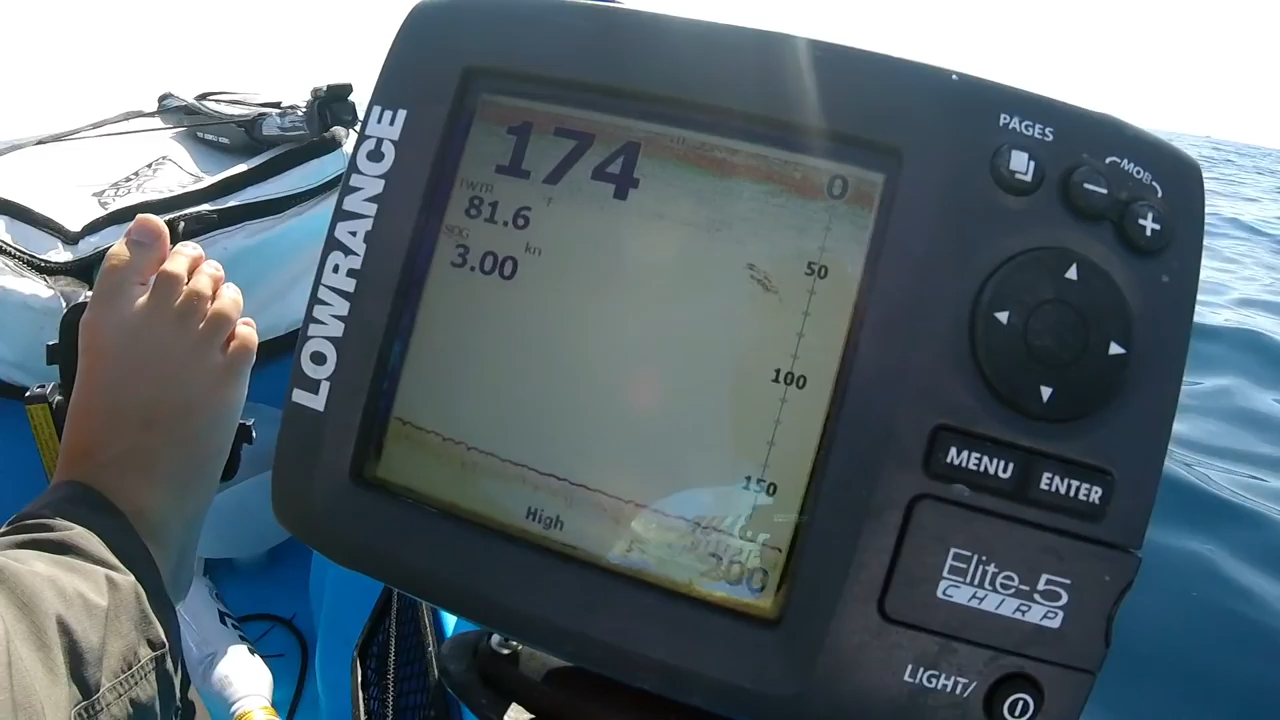 LOWRANCE
174
0
TWTR
81.6 °F
SOG
3.00 kn
50
100
150
200
High
PAGES
MOB
MENU
ENTER
Elite-5
CHIRP
LIGHT/